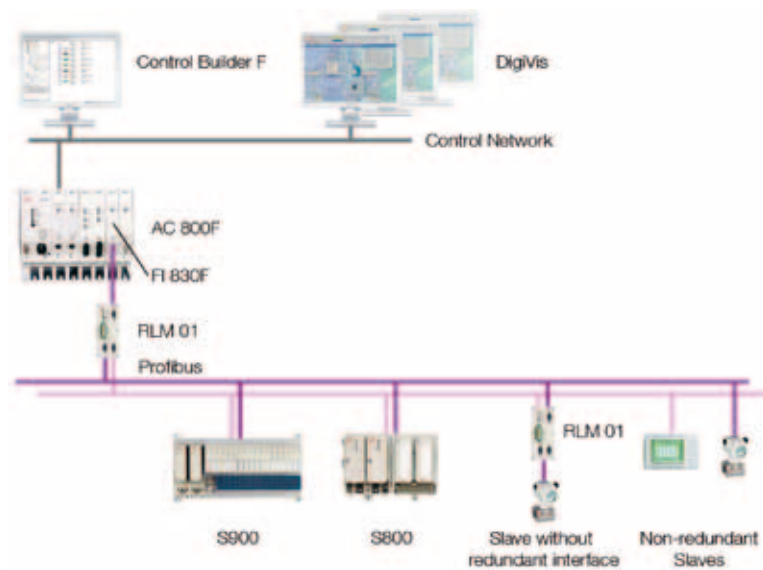 Control Builder F
DigiVis
Control Network
AC 800F
FI 830F
RLM 01
Profibus
RLM 01
S900
S800
Slave without
redundant interface
Non-redundant
Slaves